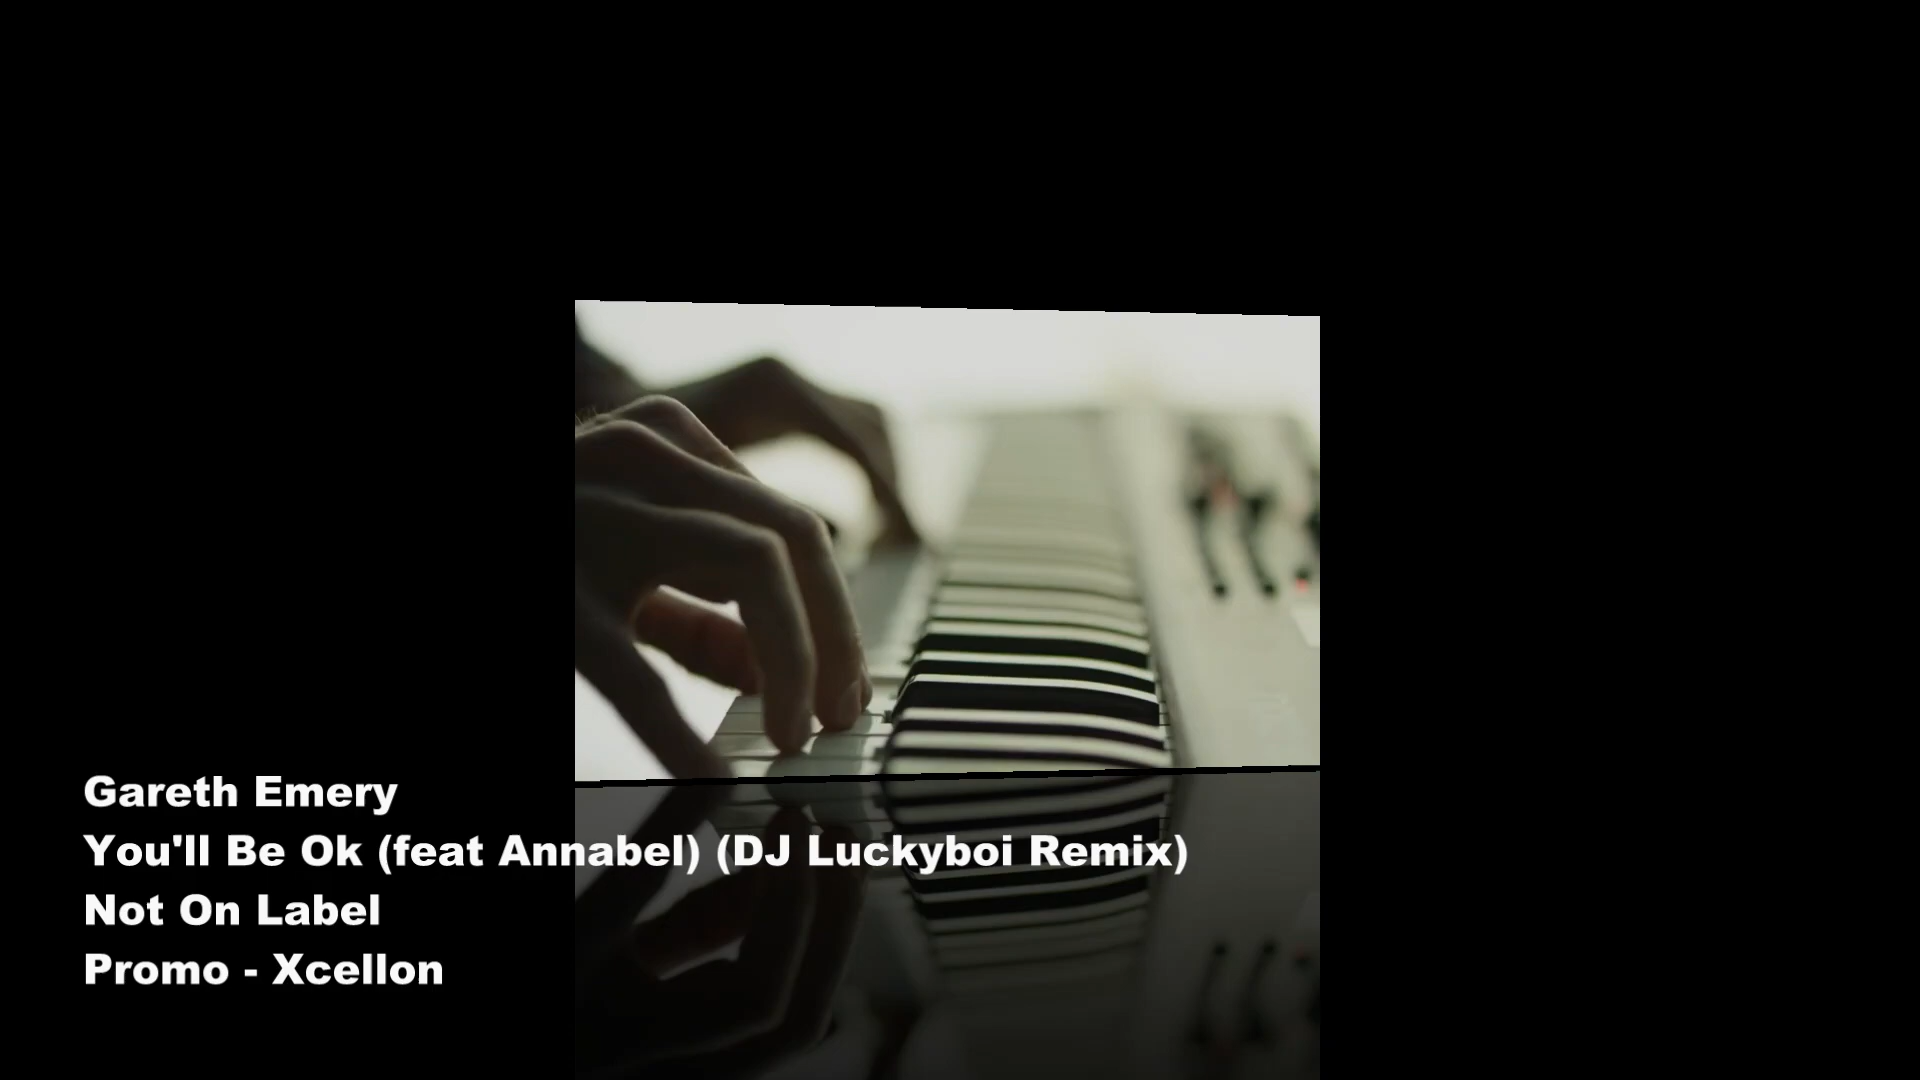 Gareth Emery
You'll Be Ok (feat Annabel) (DJ Luckyboi Remix)
Not On Label
Promo - Xcellon